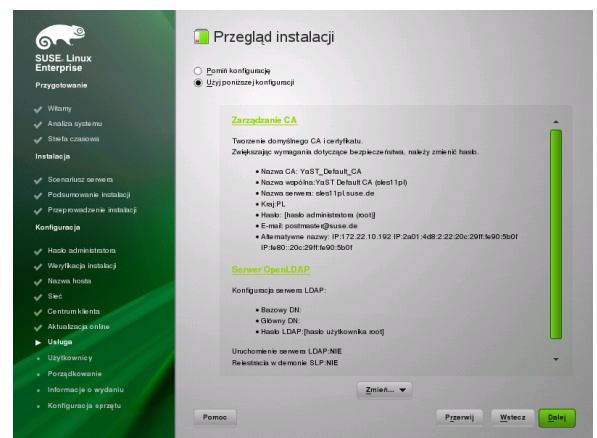 SUSE. Linux
Enterprise
Przygotowanie
Witamy
Analiza systemu
Strefa czasowa
Instalacja
Scenariusz serwera
Podsumowanie instalacji
Przeprowadzenie instalacji
Konfiguracja
Hasło administratora
Weryfikacja instalacji
Nazwa hosta
Sieć
Centrum klienta
Aktualizacja online
Usługa
Użytkownicy
Porządkowanie
Informacje o wydaniu
Konfiguracja sprzętu
Przegląd instalacji
Pomiń konfigurację
Użyj poniższej konfiguracji
Zarządzanie CA
Tworzenie domyślnego CA i certyfikatu.
Zwiększając wymagania dotyczące bezpieczeństwa, należy zmienić hasło.
• Nazwa CA: YaST_Default_CA
• Nazwa wspólna:YaST Default CA (sles11pl)
• Nazwa serwera: sles11pl.suse.de
• Kraj:PL
• Hasło: [hasło administratora (root)]
• E-mail: postmaster@suse.de
• Alternatywne nazwy: IP:172.22.10.192 IP:2a01:4d8:2:22:20c:29ff:fe90:5b0f
IP:fe80::20c:29ff:fe90:5b0f
Serwer OpenLDAP
Konfiguracja serwera LDAP:
• Bazowy DN:
• Główny DN:
• Hasło LDAP:[hasło użytkownika root]
Uruchomienie serwera LDAP:NIE
Rejestracja w demonie SLP:NIE
Zmień...
Pomoc
Przerwij
Wstecz
Dalej